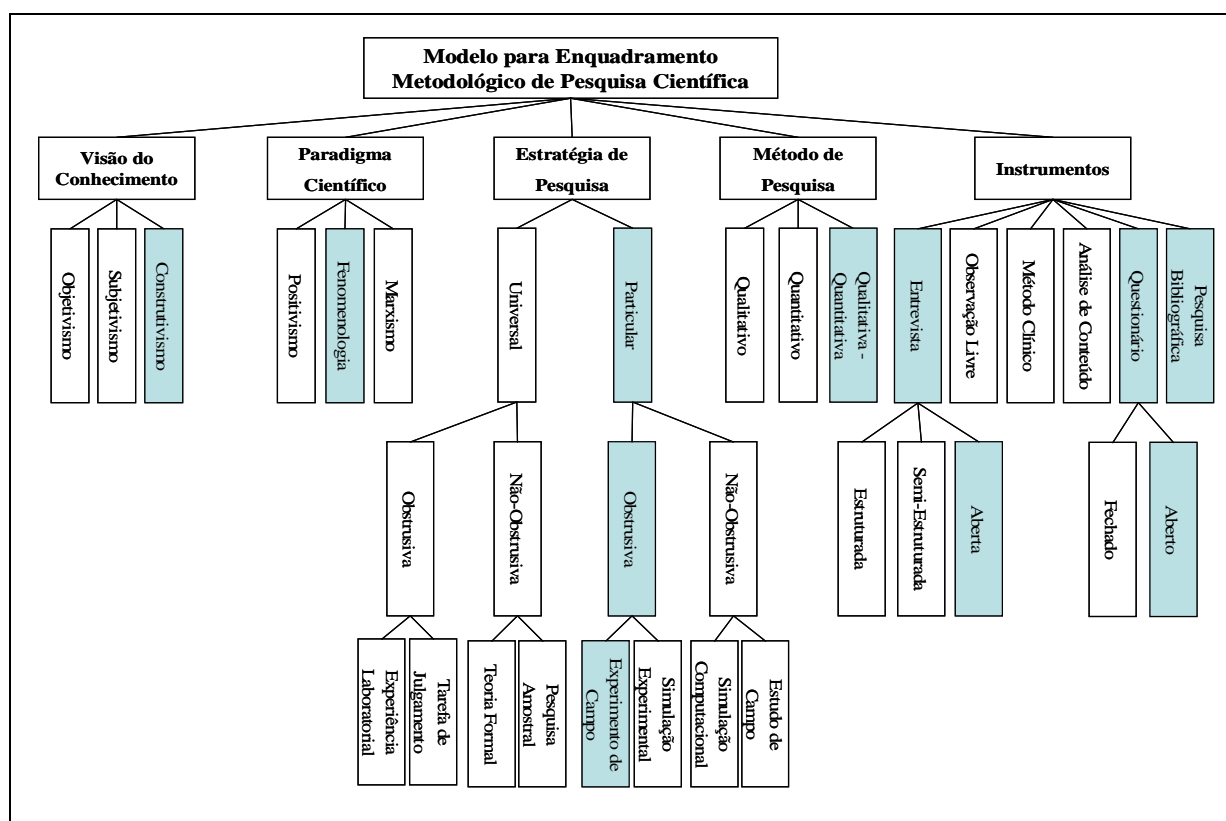 Modelo para Enquadramento
Metodológico de Pesquisa Científica
Visão do
Conhecimento
Paradigma
Científico
Estratégia de
Pesquisa
Método de
Pesquisa
Instrumentos
Objetivismo
Subjetivismo
Construtivismo
Positivismo
Fenomenologia
Marxismo
Universal
Particular
Qualitativo
Quantitativo
Qualitativa -
Quantitativa
Entrevista
Observação Livre
Método Clínico
Análise de Conteúdo
Questionário
Pesquisa
Bibliográfica
Obstrusiva
Não-Obstrusiva
Obstrusiva
Não-Obstrusiva
Estruturada
Semi-Estruturada
Aberta
Fechado
Aberto
Experiência
Laboratorial
Tarefa de
Julgamento
Teoria Formal
Pesquisa
Amostral
Experimento de
Campo
Simulação
Experimental
Simulação
Computacional
Estudo de
Campo